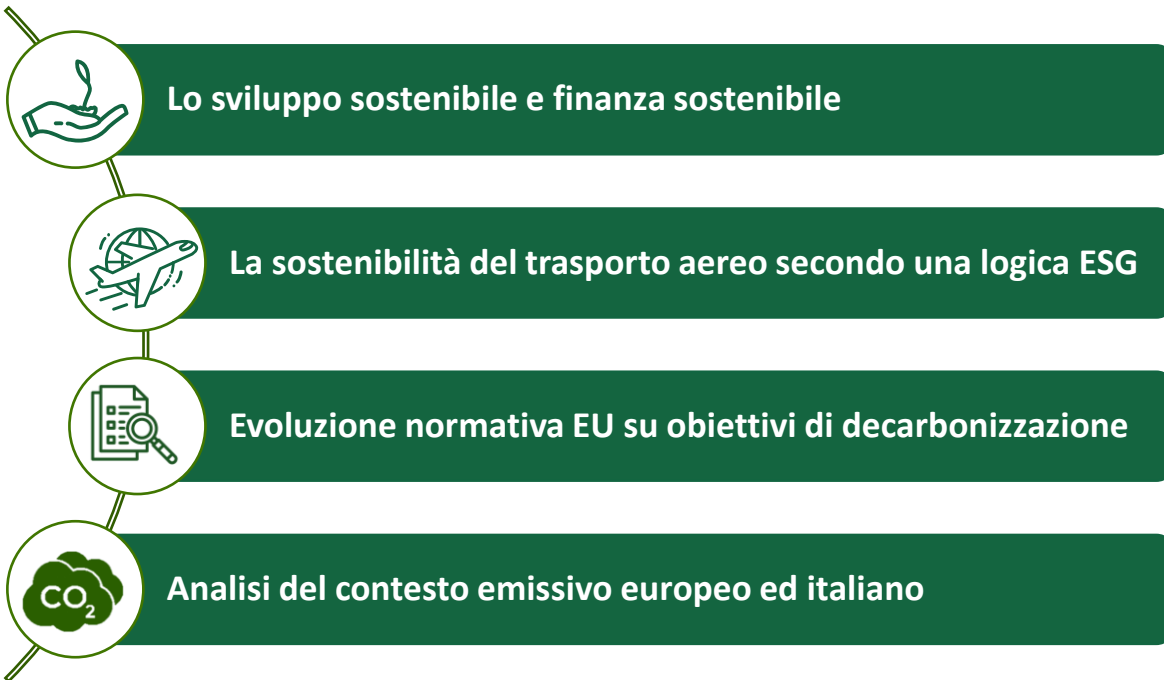 Lo sviluppo sostenibile e finanza sostenibile
La sostenibilità del trasporto aereo secondo una logica ESG
Evoluzione normativa EU su obiettivi di decarbonizzazione
CO2
Analisi del contesto emissivo europeo ed italiano